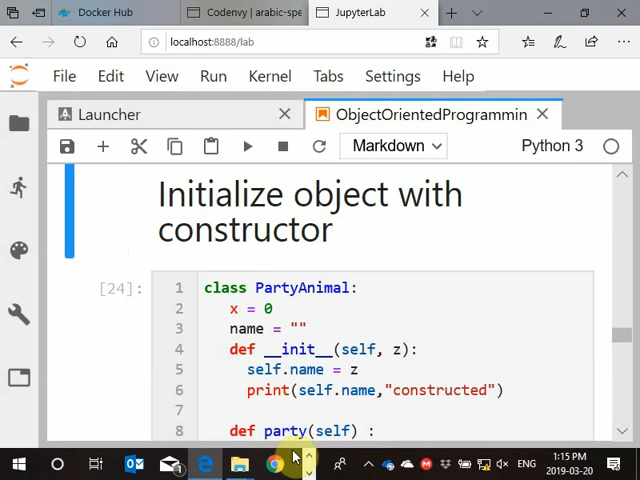 Docker Hub
Codenvy | arabic-spe
JupyterLab
localhost:8888/lab
File Edit View Run Kernel Tabs Settings Help
Launcher
ObjectOrientedProgrammin
Markdown
Python 3
Initialize object with
constructor
[24]:
1 class PartyAnimal:
2 x = 0
3 name = ""
4 def __init__(self, z):
5 self.name = z
6 print(self.name,"constructed")
7
8 def party(self) :
ENG
1:15 PM
2019-03-20